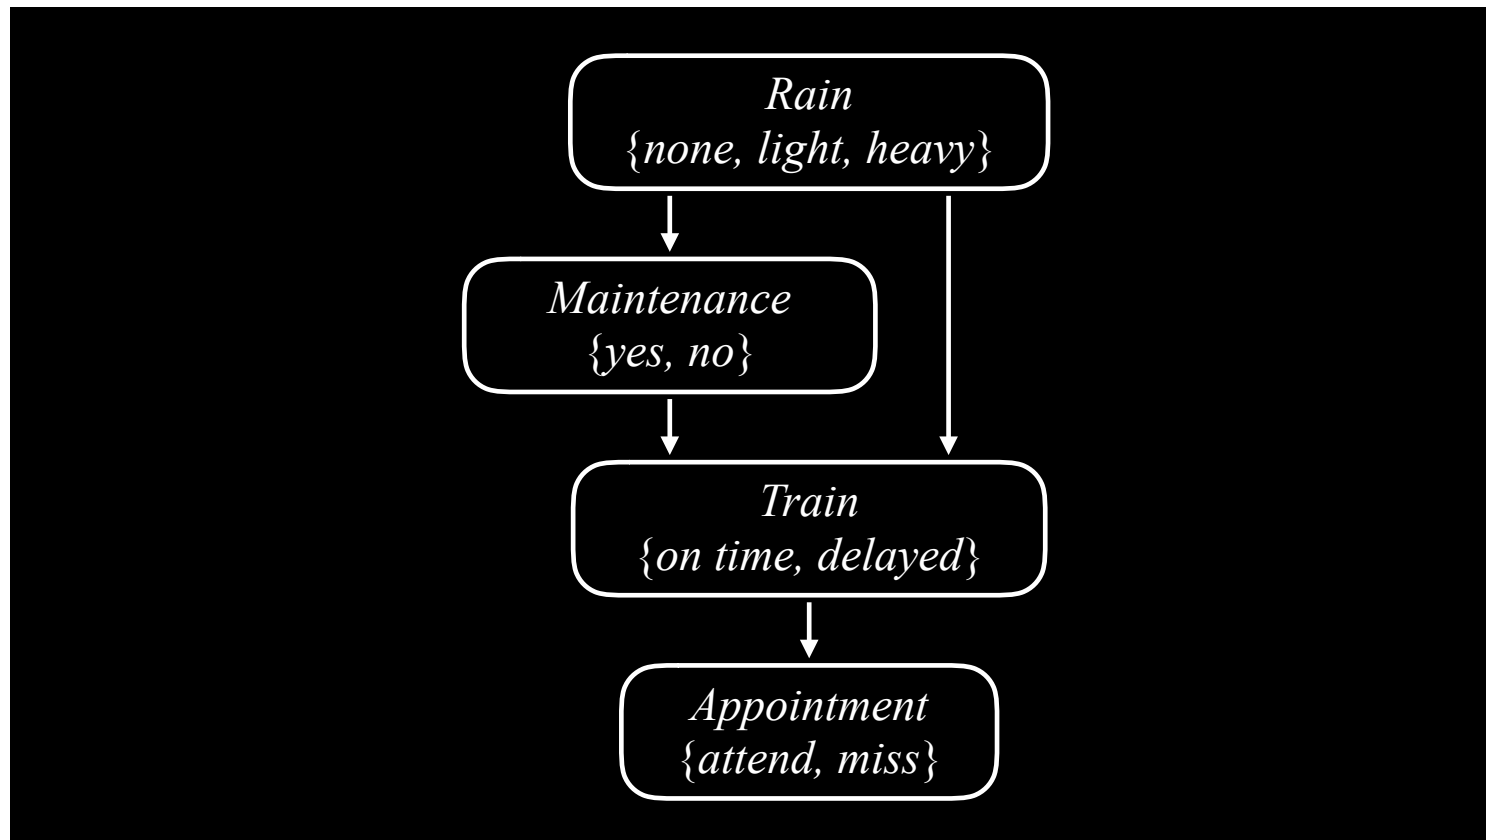 Rain
{none, light, heavy}
Maintenance
{yes, no}
Train
{on time, delayed}
Appointment
{attend, miss}